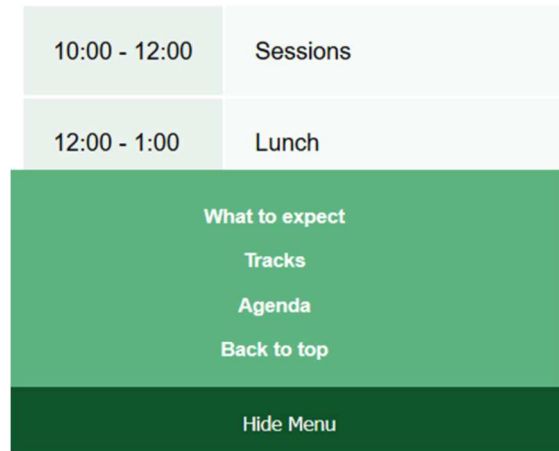 10:00 - 12:00 Sessions
12:00 - 1:00 Lunch
What to expect
Tracks
Agenda
Back to top
Hide Menu